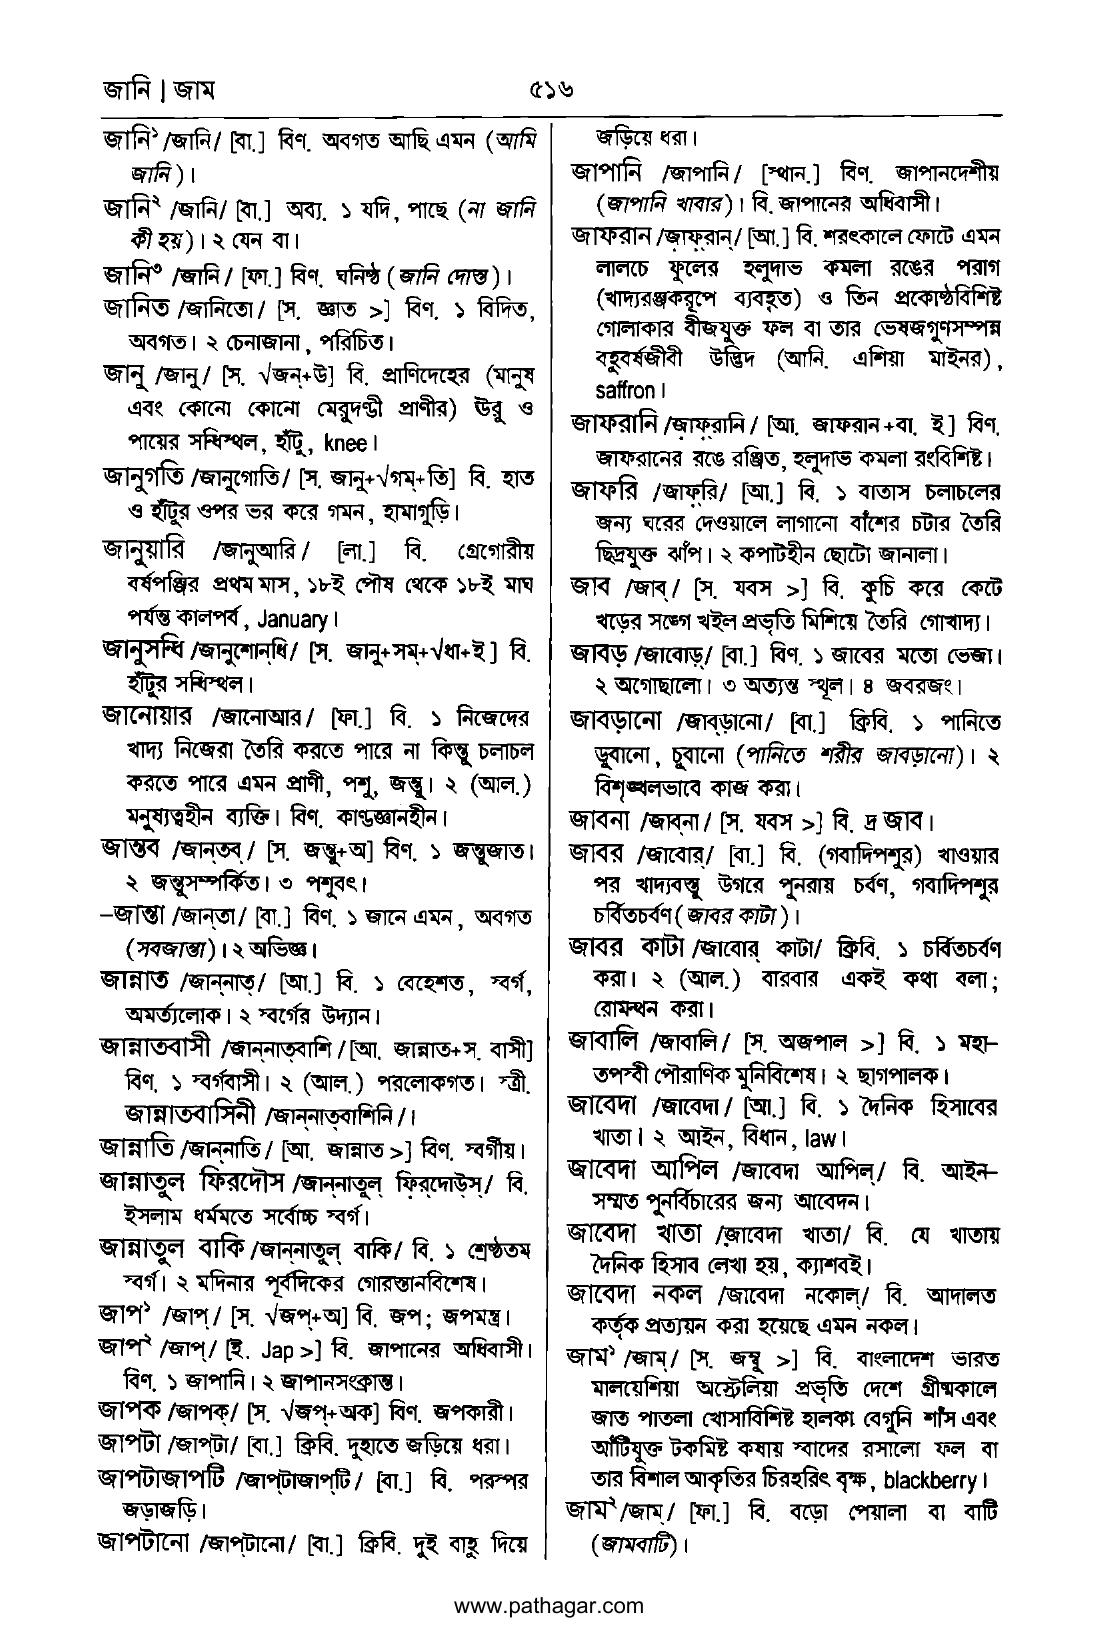 জানি | জাম
৫১৬
জানি১ /জানি/ [বা.] বিণ. অবগত আছি এমন (আমি
জানি)।
জানি২ /জানি/ [বা.] অব্য. ১ যদি, পাছে (না জানি
কী হয়)। ২ যেন বা।
জানি৩ /জানি/ [ফা.] বিণ. ঘনিষ্ঠ (জানি দোস্ত)।
জানিত /জানিতো/ [স. জ্ঞাত >] বিণ. ১ বিদিত,
অবগত। ২ চেনাজানা, পরিচিত।
জানু /জানু/ [স. √জন্+উ] বি. প্রাণিদেহের (মানুষ
এবং কোনো কোনো মেরুদণ্ডী প্রাণীর) ঊরু ও
পায়ের সন্ধিস্থল, হাঁটু, knee।
জানুগতি /জানুগোতি/ [স. জানু+√গম্+তি] বি. হাত
ও হাঁটুর ওপর ভর করে গমন, হামাগুড়ি।
জানুয়ারি /জানুআরি/ [লা.] বি. গ্রেগোরীয়
বর্ষপঞ্জির প্রথম মাস, ১৮ই পৌষ থেকে ১৮ই মাঘ
পর্যন্ত কালপর্ব, January।
জানুসন্ধি /জানুশোন্‌ধি/ [স. জানু+সম্+√ধা+ই] বি.
হাঁটুর সন্ধিস্থল।
জানোয়ার /জানোআর/ [ফা.] বি. ১ নিজেদের
খাদ্য নিজেরা তৈরি করতে পারে না কিন্তু চলাচল
করতে পারে এমন প্রাণী, পশু, জন্তু। ২ (আল.)
মনুষ্যত্বহীন ব্যক্তি। বিণ. কাণ্ডজ্ঞানহীন।
জান্তব /জান্‌তব্/ [স. জন্তু+অ] বিণ. ১ জন্তুজাত।
২ জন্তুসম্পর্কিত। ৩ পশুবৎ।
–জান্তা /জান্‌তা/ [বা.] বিণ. ১ জানে এমন, অবগত
(সবজান্তা)। ২ অভিজ্ঞ।
জান্নাত /জান্‌নাত্/ [আ.] বি. ১ বেহেশত, স্বর্গ,
অমর্ত্যলোক। ২ স্বর্গের উদ্যান।
জান্নাতবাসী /জান্‌নাত্‌বাশি/ [আ. জান্নাত+স. বাসী]
বিণ. ১ স্বর্গবাসী। ২ (আল.) পরলোকগত। স্ত্রী.
জান্নাতবাসিনী /জান্‌নাত্‌বাশিনি/।
জান্নাতি /জান্‌নাতি/ [আ. জান্নাত >] বিণ. স্বর্গীয়।
জান্নাতুল ফিরদৌস /জান্‌নাতুল্ ফির্‌দোউস্/ বি.
ইসলাম ধর্মমতে সর্বোচ্চ স্বর্গ।
জান্নাতুল বাকি /জান্‌নাতুল্ বাকি/ বি. ১ শ্রেষ্ঠতম
স্বর্গ। ২ মদিনার পূর্বদিকের গোরস্তানবিশেষ।
জাপ১ /জাপ্/ [স. √জপ্+অ] বি. জপ; জপমন্ত্র।
জাপ২ /জাপ্/ [ই. Jap >] বি. জাপানের অধিবাসী।
বিণ. ১ জাপানি। ২ জাপানসংক্রান্ত।
জাপক /জাপক্/ [স. √জপ্+অক] বিণ. জপকারী।
জাপটা /জাপ্‌টা/ [বা.] ক্রিবি. দুহাতে জড়িয়ে ধরা।
জাপটাজাপটি /জাপ্‌টাজাপ্‌টি/ [বা.] বি. পরস্পর
জড়াজড়ি।
জাপটানো /জাপ্‌টানো/ [বা.] ক্রিবি. দুই বাহু দিয়ে
জড়িয়ে ধরা।
জাপানি /জাপানি/ [স্থান.] বিণ. জাপানদেশীয়
(জাপানি খাবার)। বি. জাপানের অধিবাসী।
জাফরান /জাফ্‌রান্/ [আ.] বি. শরৎকালে ফোটে এমন
লালচে ফুলের হলুদাভ কমলা রঙের পরাগ
(খাদ্যরঞ্জকরূপে ব্যবহৃত) ও তিন প্রকোষ্ঠবিশিষ্ট
গোলাকার বীজযুক্ত ফল বা তার ভেষজগুণসম্পন্ন
বহুবর্ষজীবী উদ্ভিদ (আনি. এশিয়া মাইনর),
saffron।
জাফরানি /জাফ্‌রানি/ [আ. জাফরান+বা. ই] বিণ.
জাফরানের রঙে রঞ্জিত, হলুদাভ কমলা রংবিশিষ্ট।
জাফরি /জাফ্‌রি/ [আ.] বি. ১ বাতাস চলাচলের
জন্য ঘরের দেওয়ালে লাগানো বাঁশের চটার তৈরি
ছিদ্রযুক্ত ঝাঁপ। ২ কপাটহীন ছোটো জানালা।
জাব /জাব্/ [স. যবস >] বি. কুচি করে কেটে
খড়ের সঙ্গে খইল প্রভৃতি মিশিয়ে তৈরি গোখাদ্য।
জাবড় /জাবোড়্/ [বা.] বিণ. ১ জাবের মতো ভেজা।
২ অগোছালো। ৩ অত্যন্ত স্থূল। ৪ জবরজং।
জাবড়ানো /জাব্‌ড়ানো/ [বা.] ক্রিবি. ১ পানিতে
ডুবানো, চুবানো (পানিতে শরীর জাবড়ানো)। ২
বিশৃঙ্খলভাবে কাজ করা।
জাবনা /জাব্‌না/ [স. যবস >] বি. দ্র জাব।
জাবর /জাবোর্/ [বা.] বি. (গবাদিপশুর) খাওয়ার
পর খাদ্যবস্তু উগরে পুনরায় চর্বণ, গবাদিপশুর
চর্বিতচর্বণ (জাবর কাটা)।
জাবর কাটা /জাবোর্ কাটা/ ক্রিবি. ১ চর্বিতচর্বণ
করা। ২ (আল.) বারবার একই কথা বলা;
রোমন্থন করা।
জাবালি /জাবালি/ [স. অজপাল >] বি. ১ মহা–
তপস্বী পৌরাণিক মুনিবিশেষ। ২ ছাগপালক।
জাবেদা /জাবেদা/ [আ.] বি. ১ দৈনিক হিসাবের
খাতা। ২ আইন, বিধান, law।
জাবেদা আপিল /জাবেদা আপিল্/ বি. আইন–
সম্মত পুনর্বিচারের জন্য আবেদন।
জাবেদা খাতা /জাবেদা খাতা/ বি. যে খাতায়
দৈনিক হিসাব লেখা হয়, ক্যাশবই।
জাবেদা নকল /জাবেদা নকোল্/ বি. আদালত
কর্তৃক প্রত্যয়ন করা হয়েছে এমন নকল।
জাম১ /জাম্/ [স. জম্বু >] বি. বাংলাদেশ ভারত
মালয়েশিয়া অস্ট্রেলিয়া প্রভৃতি দেশে গ্রীষ্মকালে
জাত পাতলা খোসাবিশিষ্ট হালকা বেগুনি শাঁস এবং
আঁটিযুক্ত টকমিষ্ট কষায় স্বাদের রসালো ফল বা
তার বিশাল আকৃতির চিরহরিৎ বৃক্ষ, blackberry।
জাম২ /জাম্/ [ফা.] বি. বড়ো পেয়ালা বা বাটি
(জামবাটি)।
www.pathagar.com